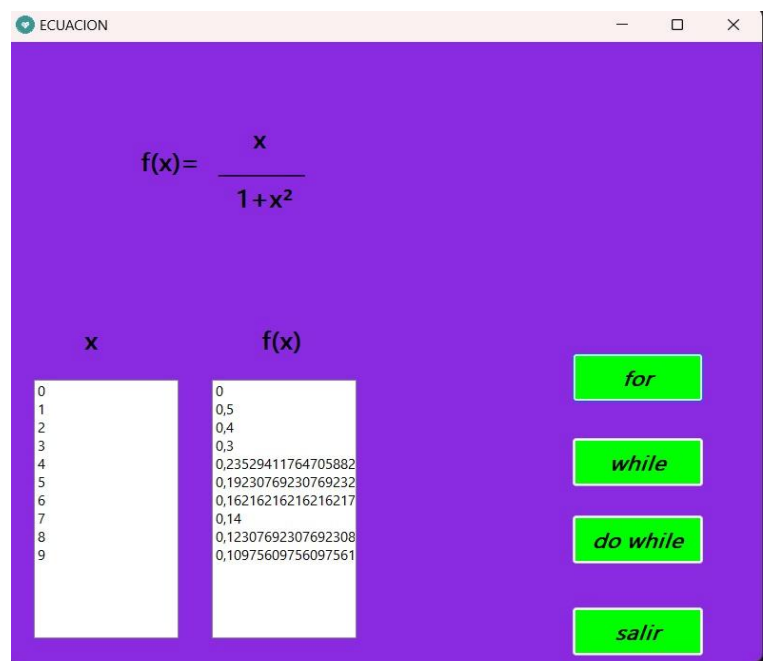 ECUACION
x
f(x)=
1+x²
x
f(x)
0
1
2
3
4
5
6
7
8
9
0
0,5
0,4
0,3
0,23529411764705882
0,19230769230769232
0,16216216216216217
0,14
0,12307692307692308
0,10975609756097561
for
while
do while
salir